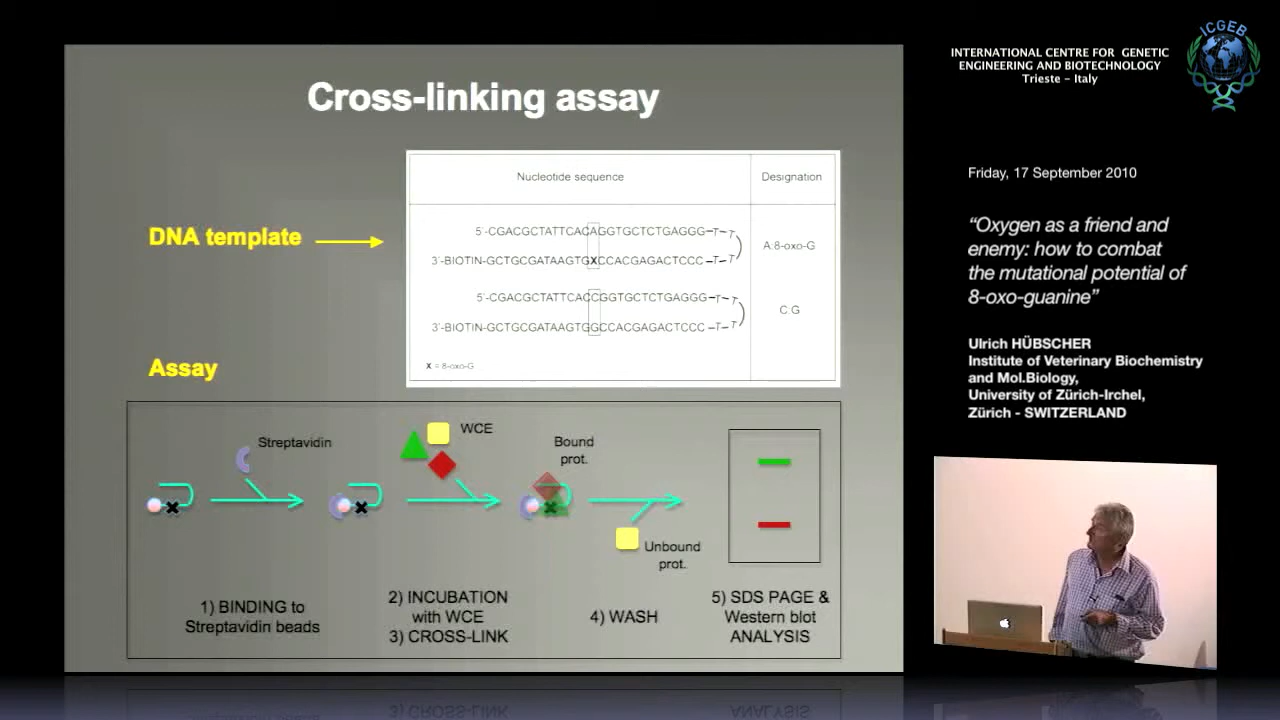 Cross-linking assay
DNA template
Nucleotide sequence
Designation
5´-CGACGCTATTCACAGGTGCTCTGAGGG–T–T
3´-BIOTIN-GCTGCGATAAGTGXCCACGAGACTCCC–T–T
A:8-oxo-G
5´-CGACGCTATTCACCGGTGCTCTGAGGG–T–T
3´-BIOTIN-GCTGCGATAAGTGGCCACGAGACTCCC–T–T
C:G
X = 8-oxo-G
Assay
Streptavidin
WCE
Bound
prot.
Unbound
prot.
1) BINDING to
Streptavidin beads
2) INCUBATION
with WCE
3) CROSS-LINK
4) WASH
5) SDS PAGE &
Western blot
ANALYSIS
INTERNATIONAL CENTRE FOR GENETIC
ENGINEERING AND BIOTECHNOLOGY
Trieste – Italy
ICGEB
Friday, 17 September 2010
“Oxygen as a friend and
enemy: how to combat
the mutational potential of
8-oxo-guanine”
Ulrich HÜBSCHER
Institute of Veterinary Biochemistry
and Mol.Biology,
University of Zürich-Irchel,
Zürich - SWITZERLAND